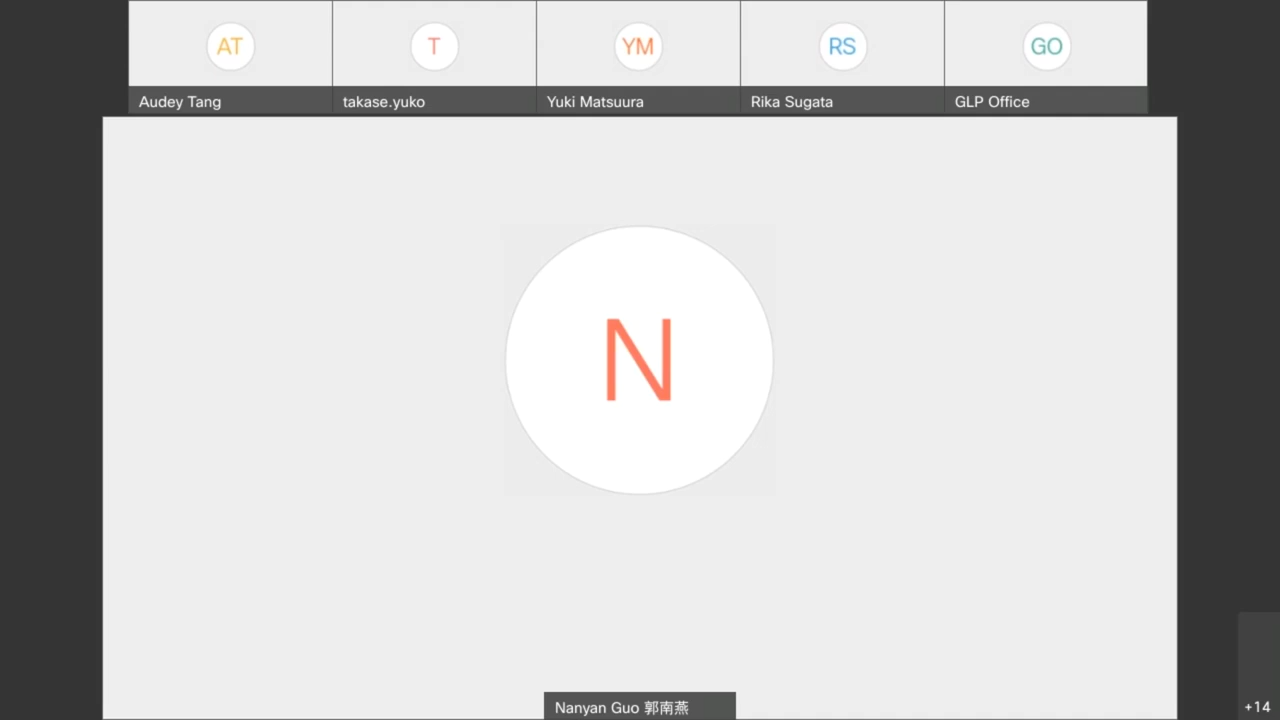 AT
T
YM
RS
GO
Audey Tang
takase.yuko
Yuki Matsuura
Rika Sugata
GLP Office
N
Nanyan Guo 郭南燕
+14